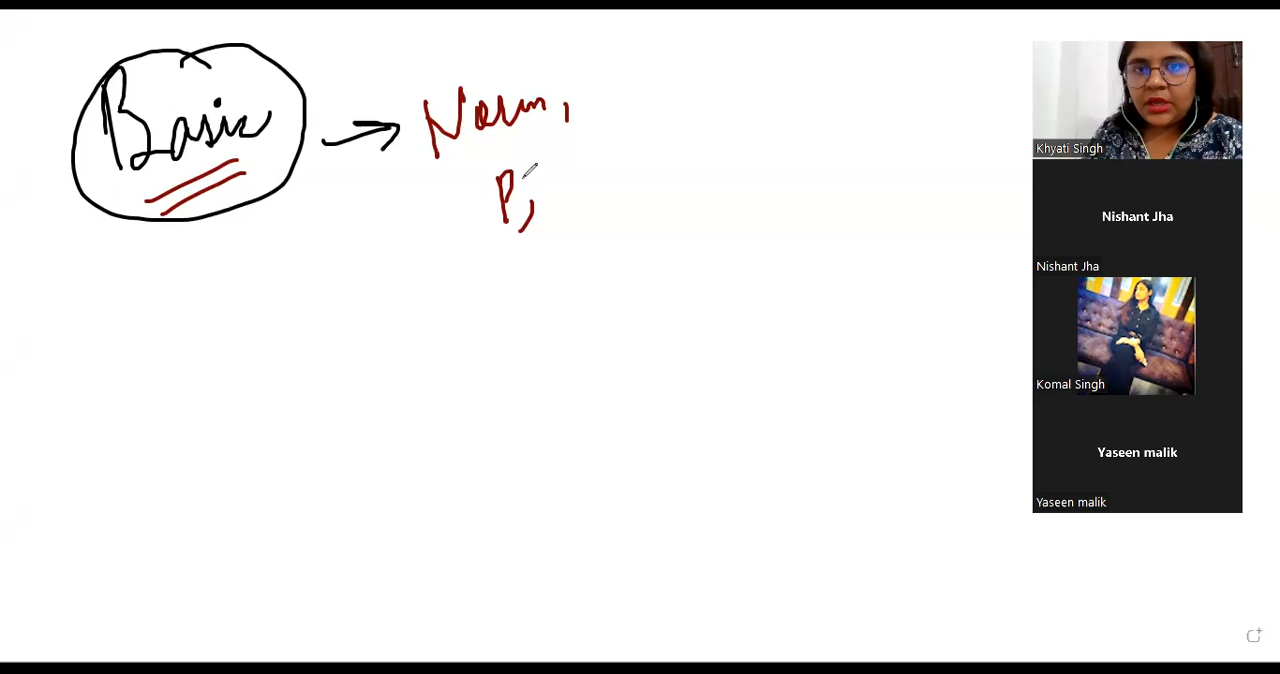 Basic → Norm,
P,
Khyati Singh
Nishant Jha
Nishant Jha
Komal Singh
Yaseen malik
Yaseen malik